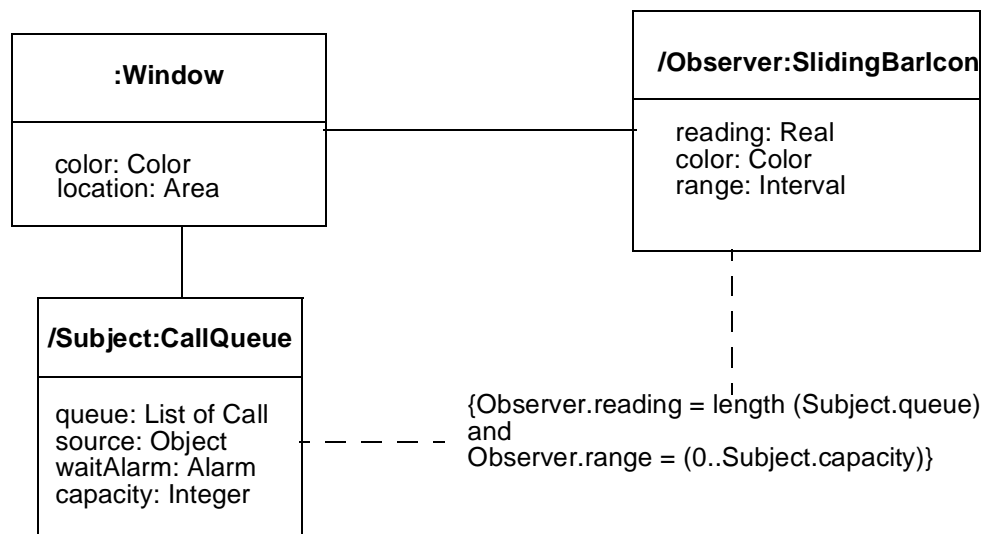 :Window
color: Color
location: Area
/Observer:SlidingBarIcon
reading: Real
color: Color
range: Interval
/Subject:CallQueue
queue: List of Call
source: Object
waitAlarm: Alarm
capacity: Integer
{Observer.reading = length (Subject.queue)
and
Observer.range = (0..Subject.capacity)}